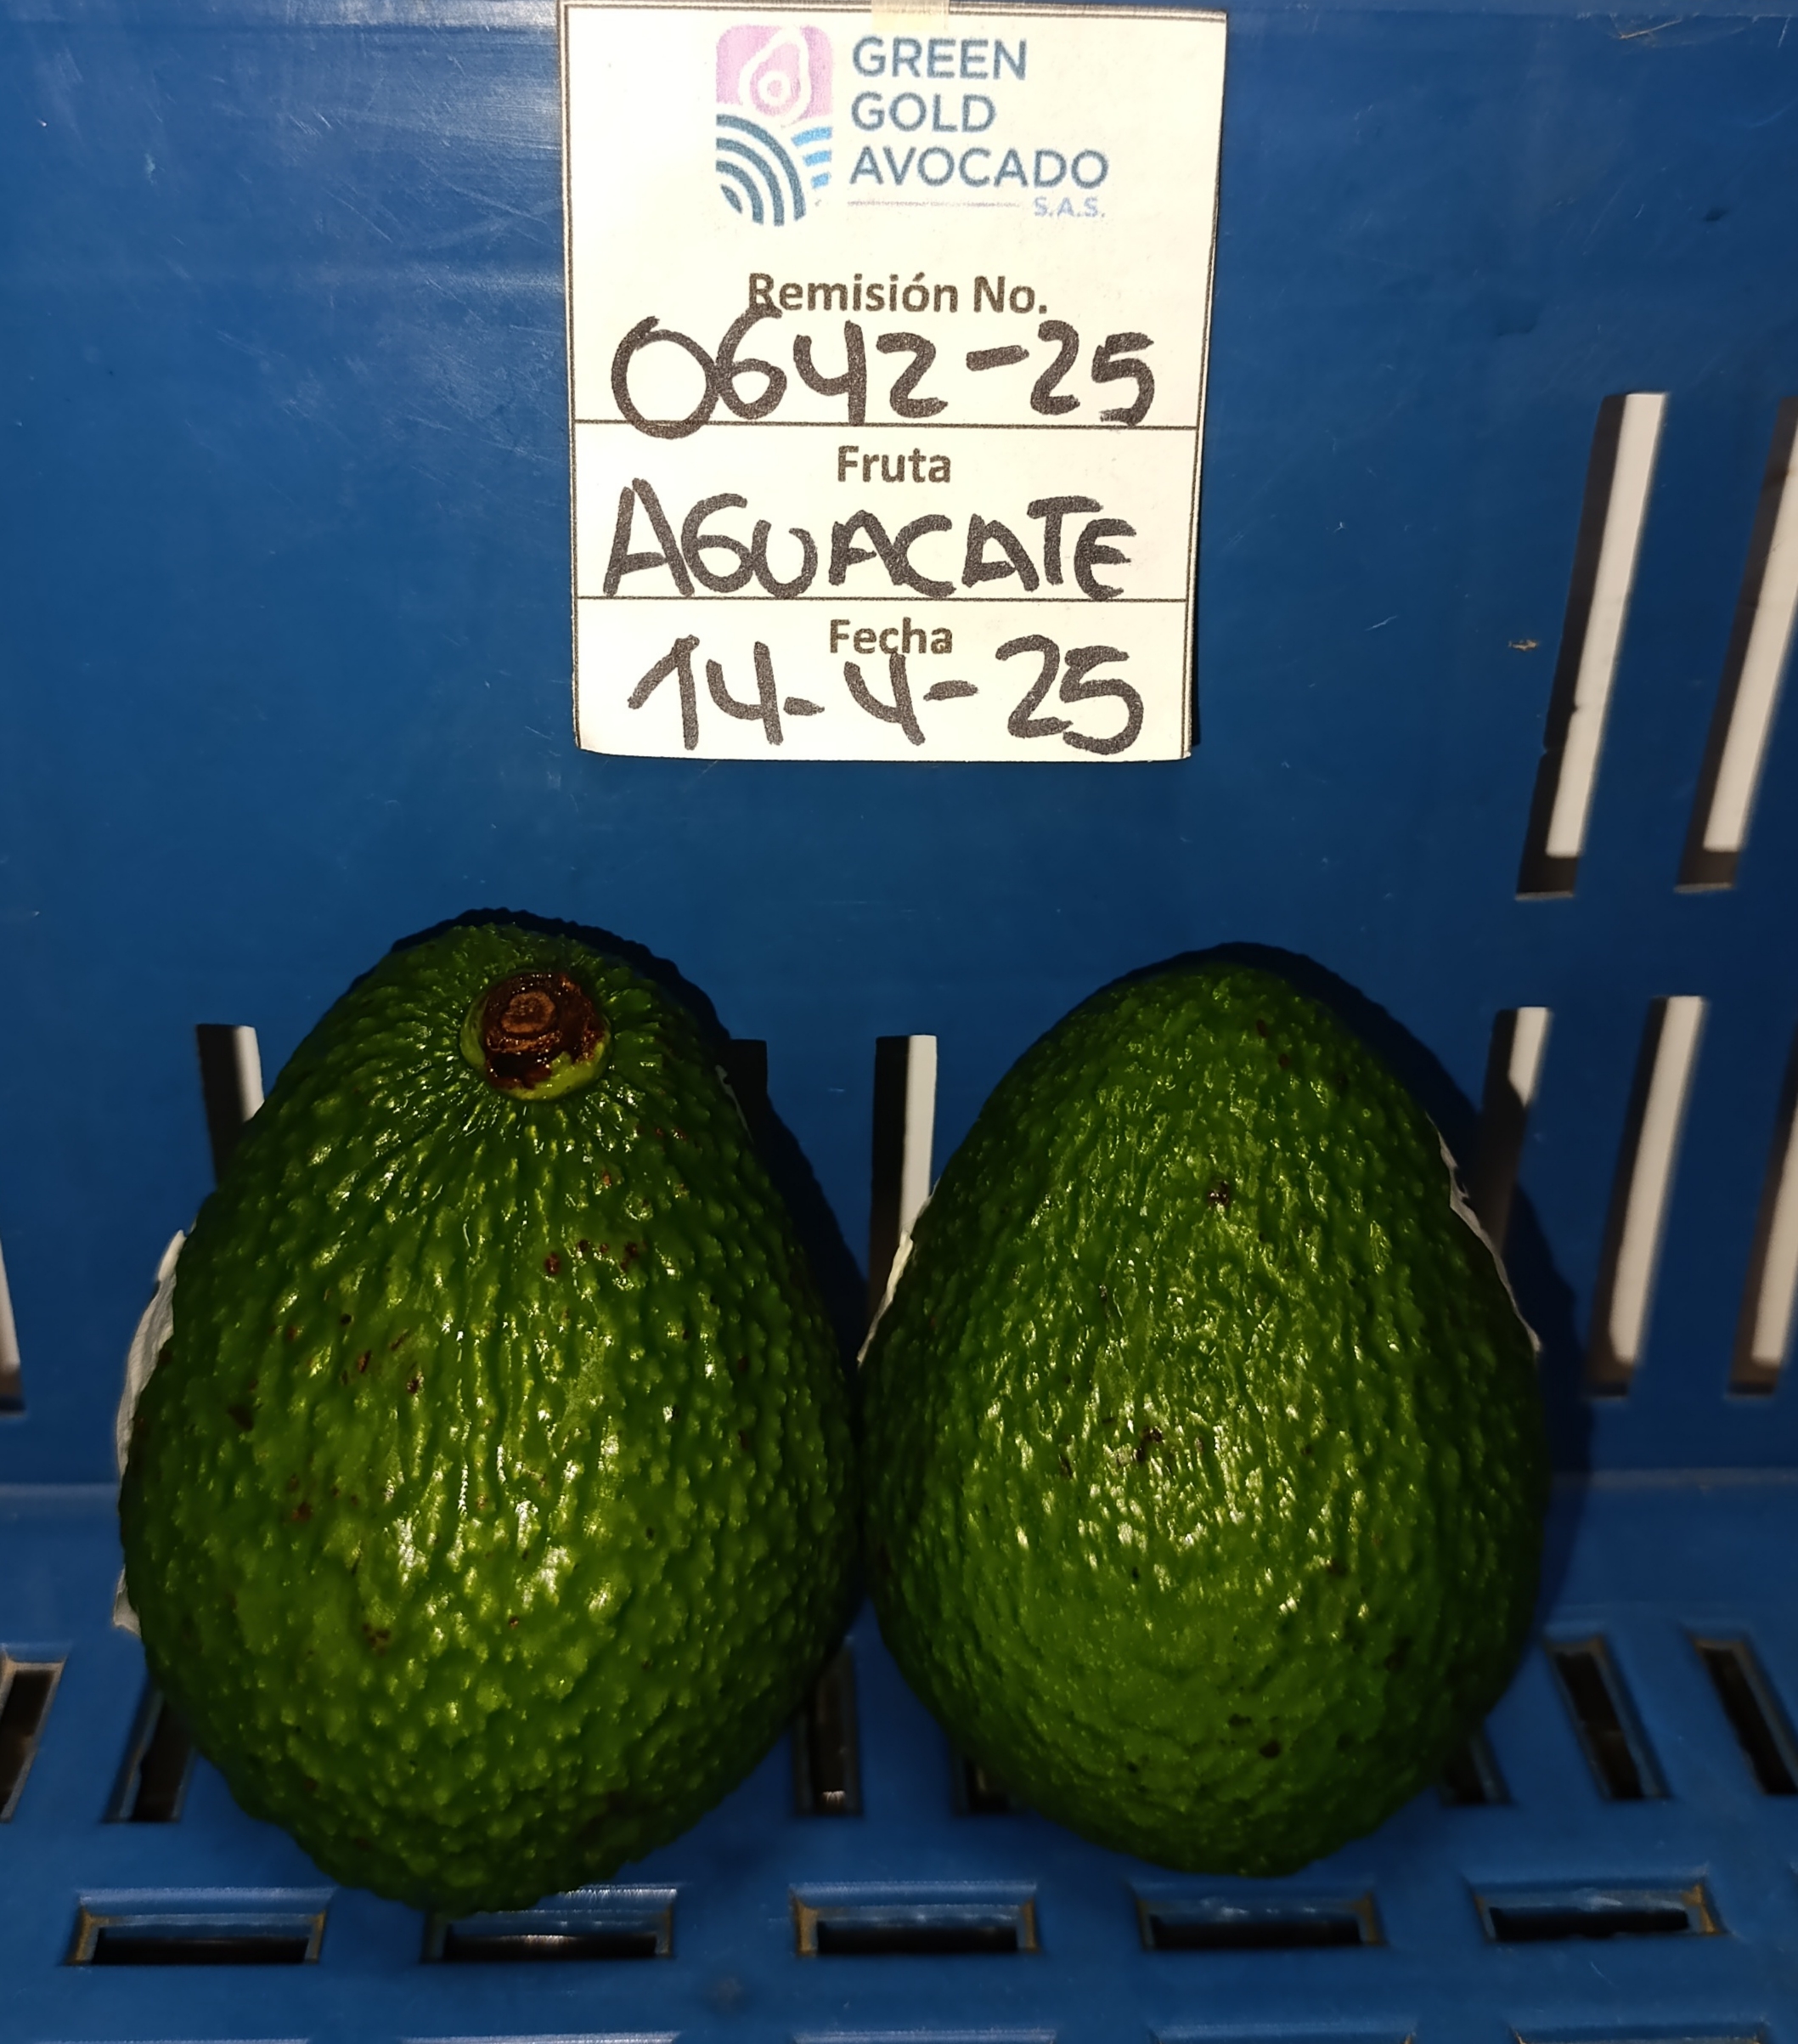 GREEN
GOLD
AVOCADO
S.A.S.
Remisión No.
0642-25
Fruta
AGUACATE
Fecha
14-4-25